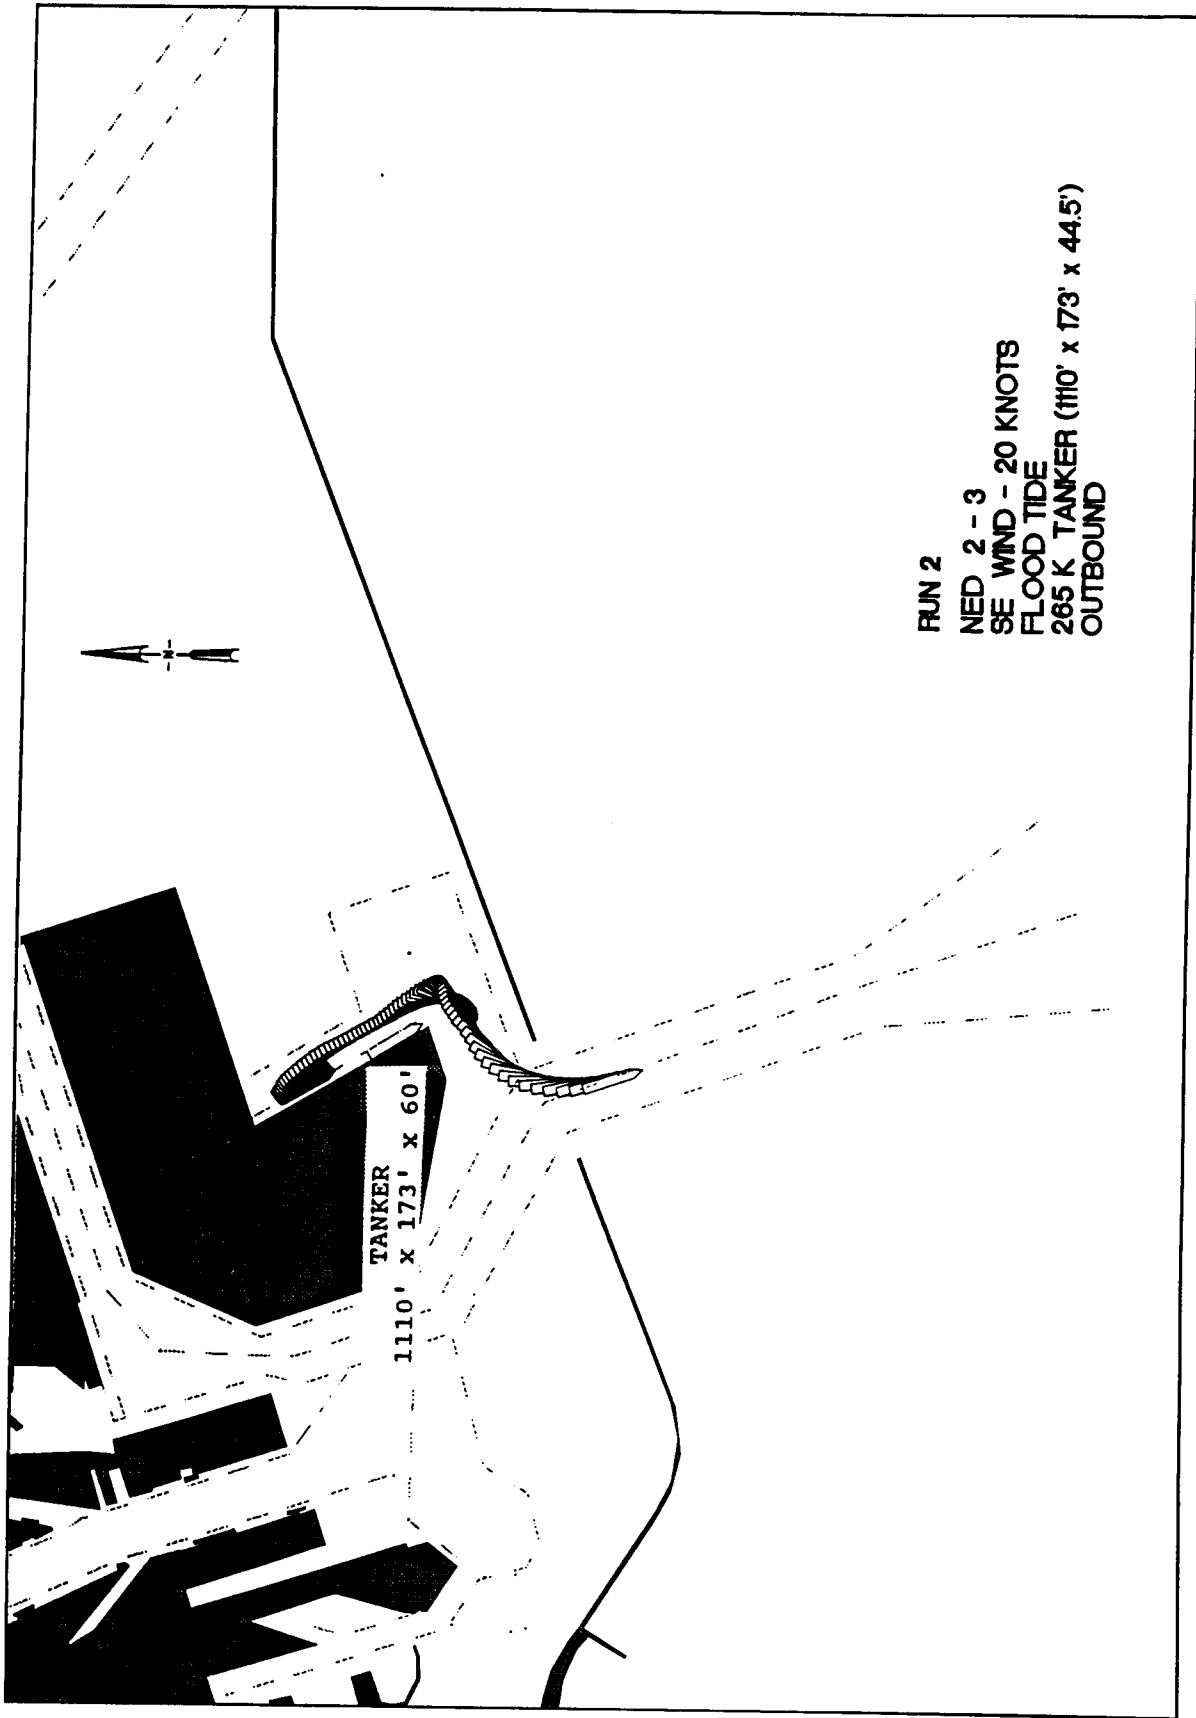 -N-
TANKER
1110' x 173' x 60'
RUN 2
NED 2 - 3
SE WIND - 20 KNOTS
FLOOD TIDE
265 K TANKER (1110' x 173' x 44.5')
OUTBOUND